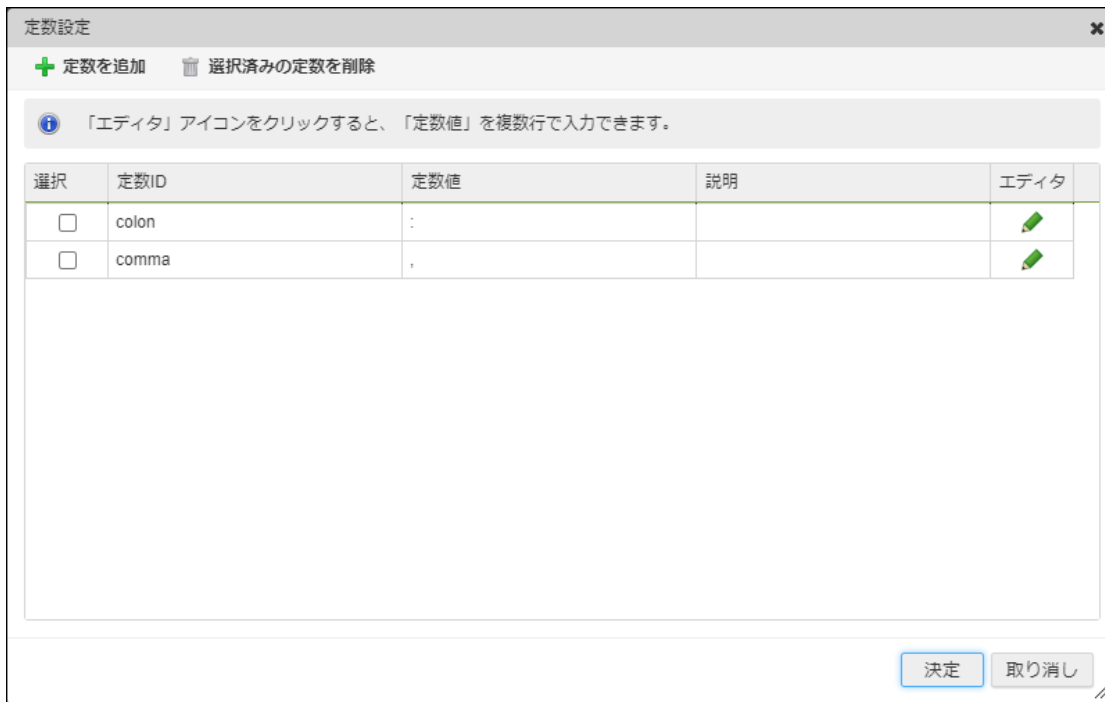 定数設定
定数を追加 選択済みの定数を削除
「エディタ」アイコンをクリックすると、「定数値」を複数行で入力できます。
選択 定数ID 定数値 説明 エディタ
colon :
comma ,
決定 取り消し